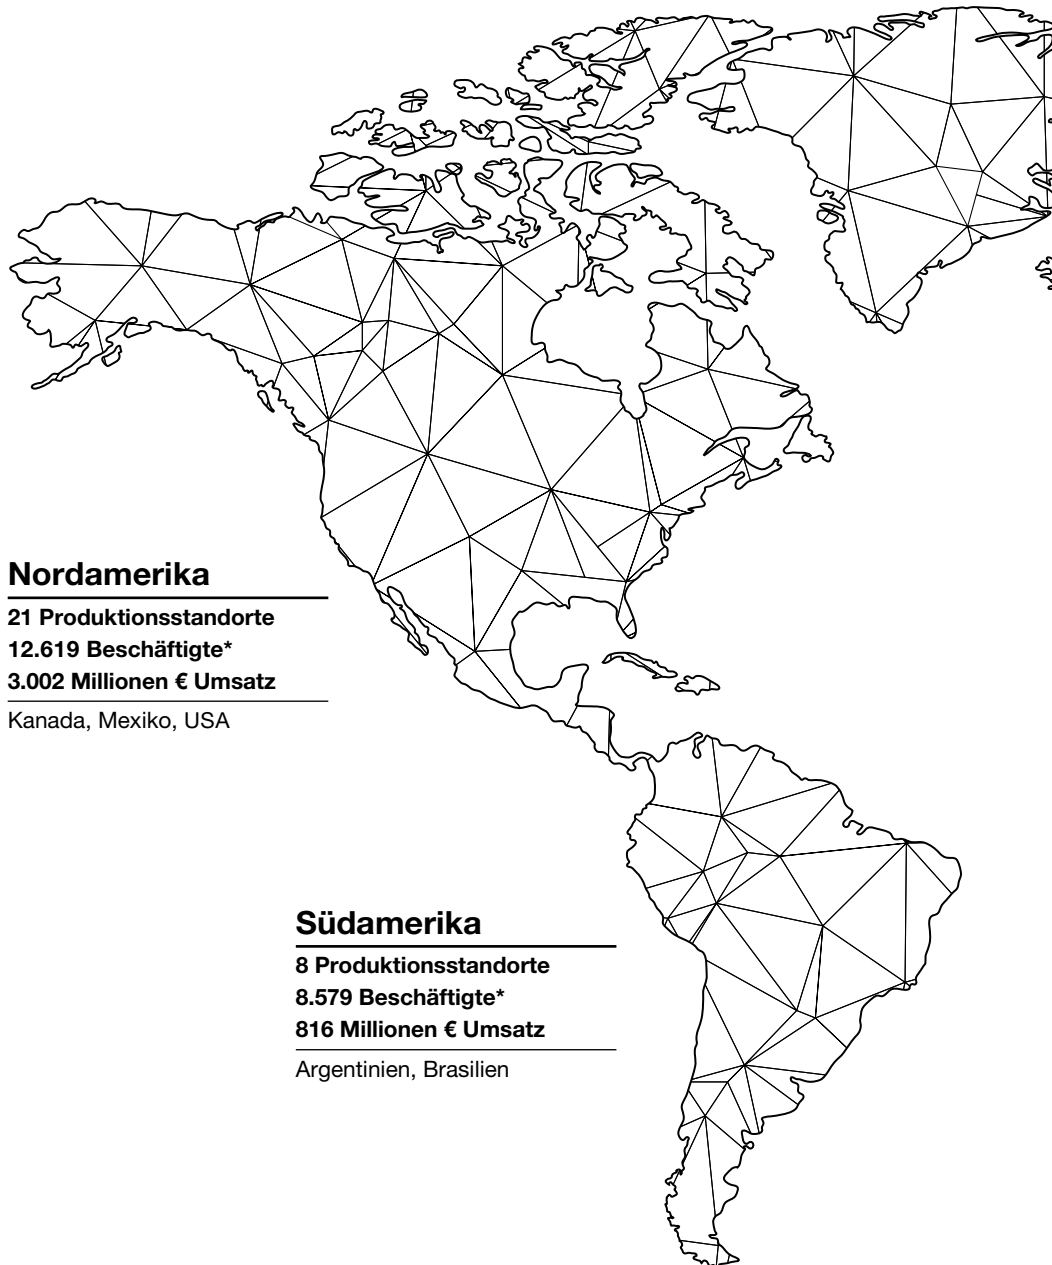 Nordamerika
21 Produktionsstandorte
12.619 Beschäftigte*
3.002 Millionen € Umsatz
Kanada, Mexiko, USA
Südamerika
8 Produktionsstandorte
8.579 Beschäftigte*
816 Millionen € Umsatz
Argentinien, Brasilien